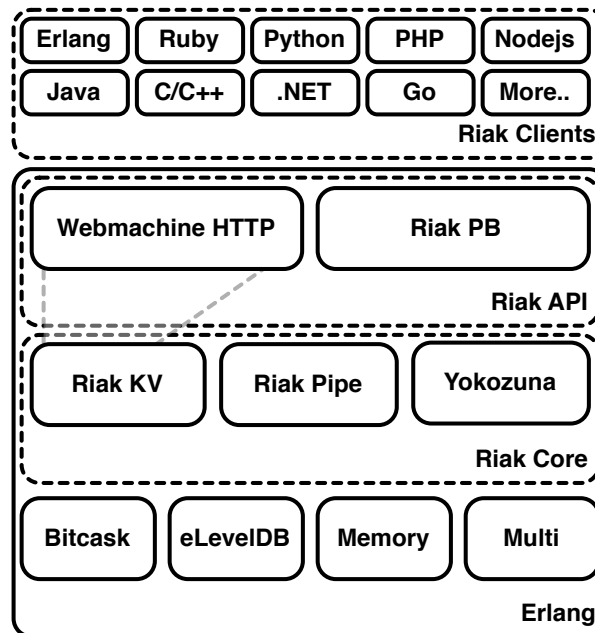 Erlang Ruby Python PHP Nodejs
Java C/C++ .NET Go More..
Riak Clients
Webmachine HTTP Riak PB
Riak API
Riak KV Riak Pipe Yokozuna
Riak Core
Bitcask eLevelDB Memory Multi
Erlang